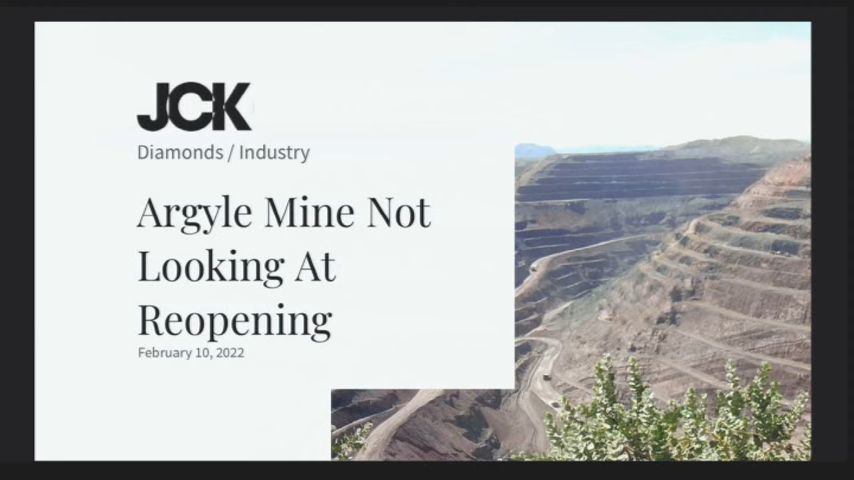 JCK
Diamonds / Industry
Argyle Mine Not
Looking At
Reopening
February 10, 2022